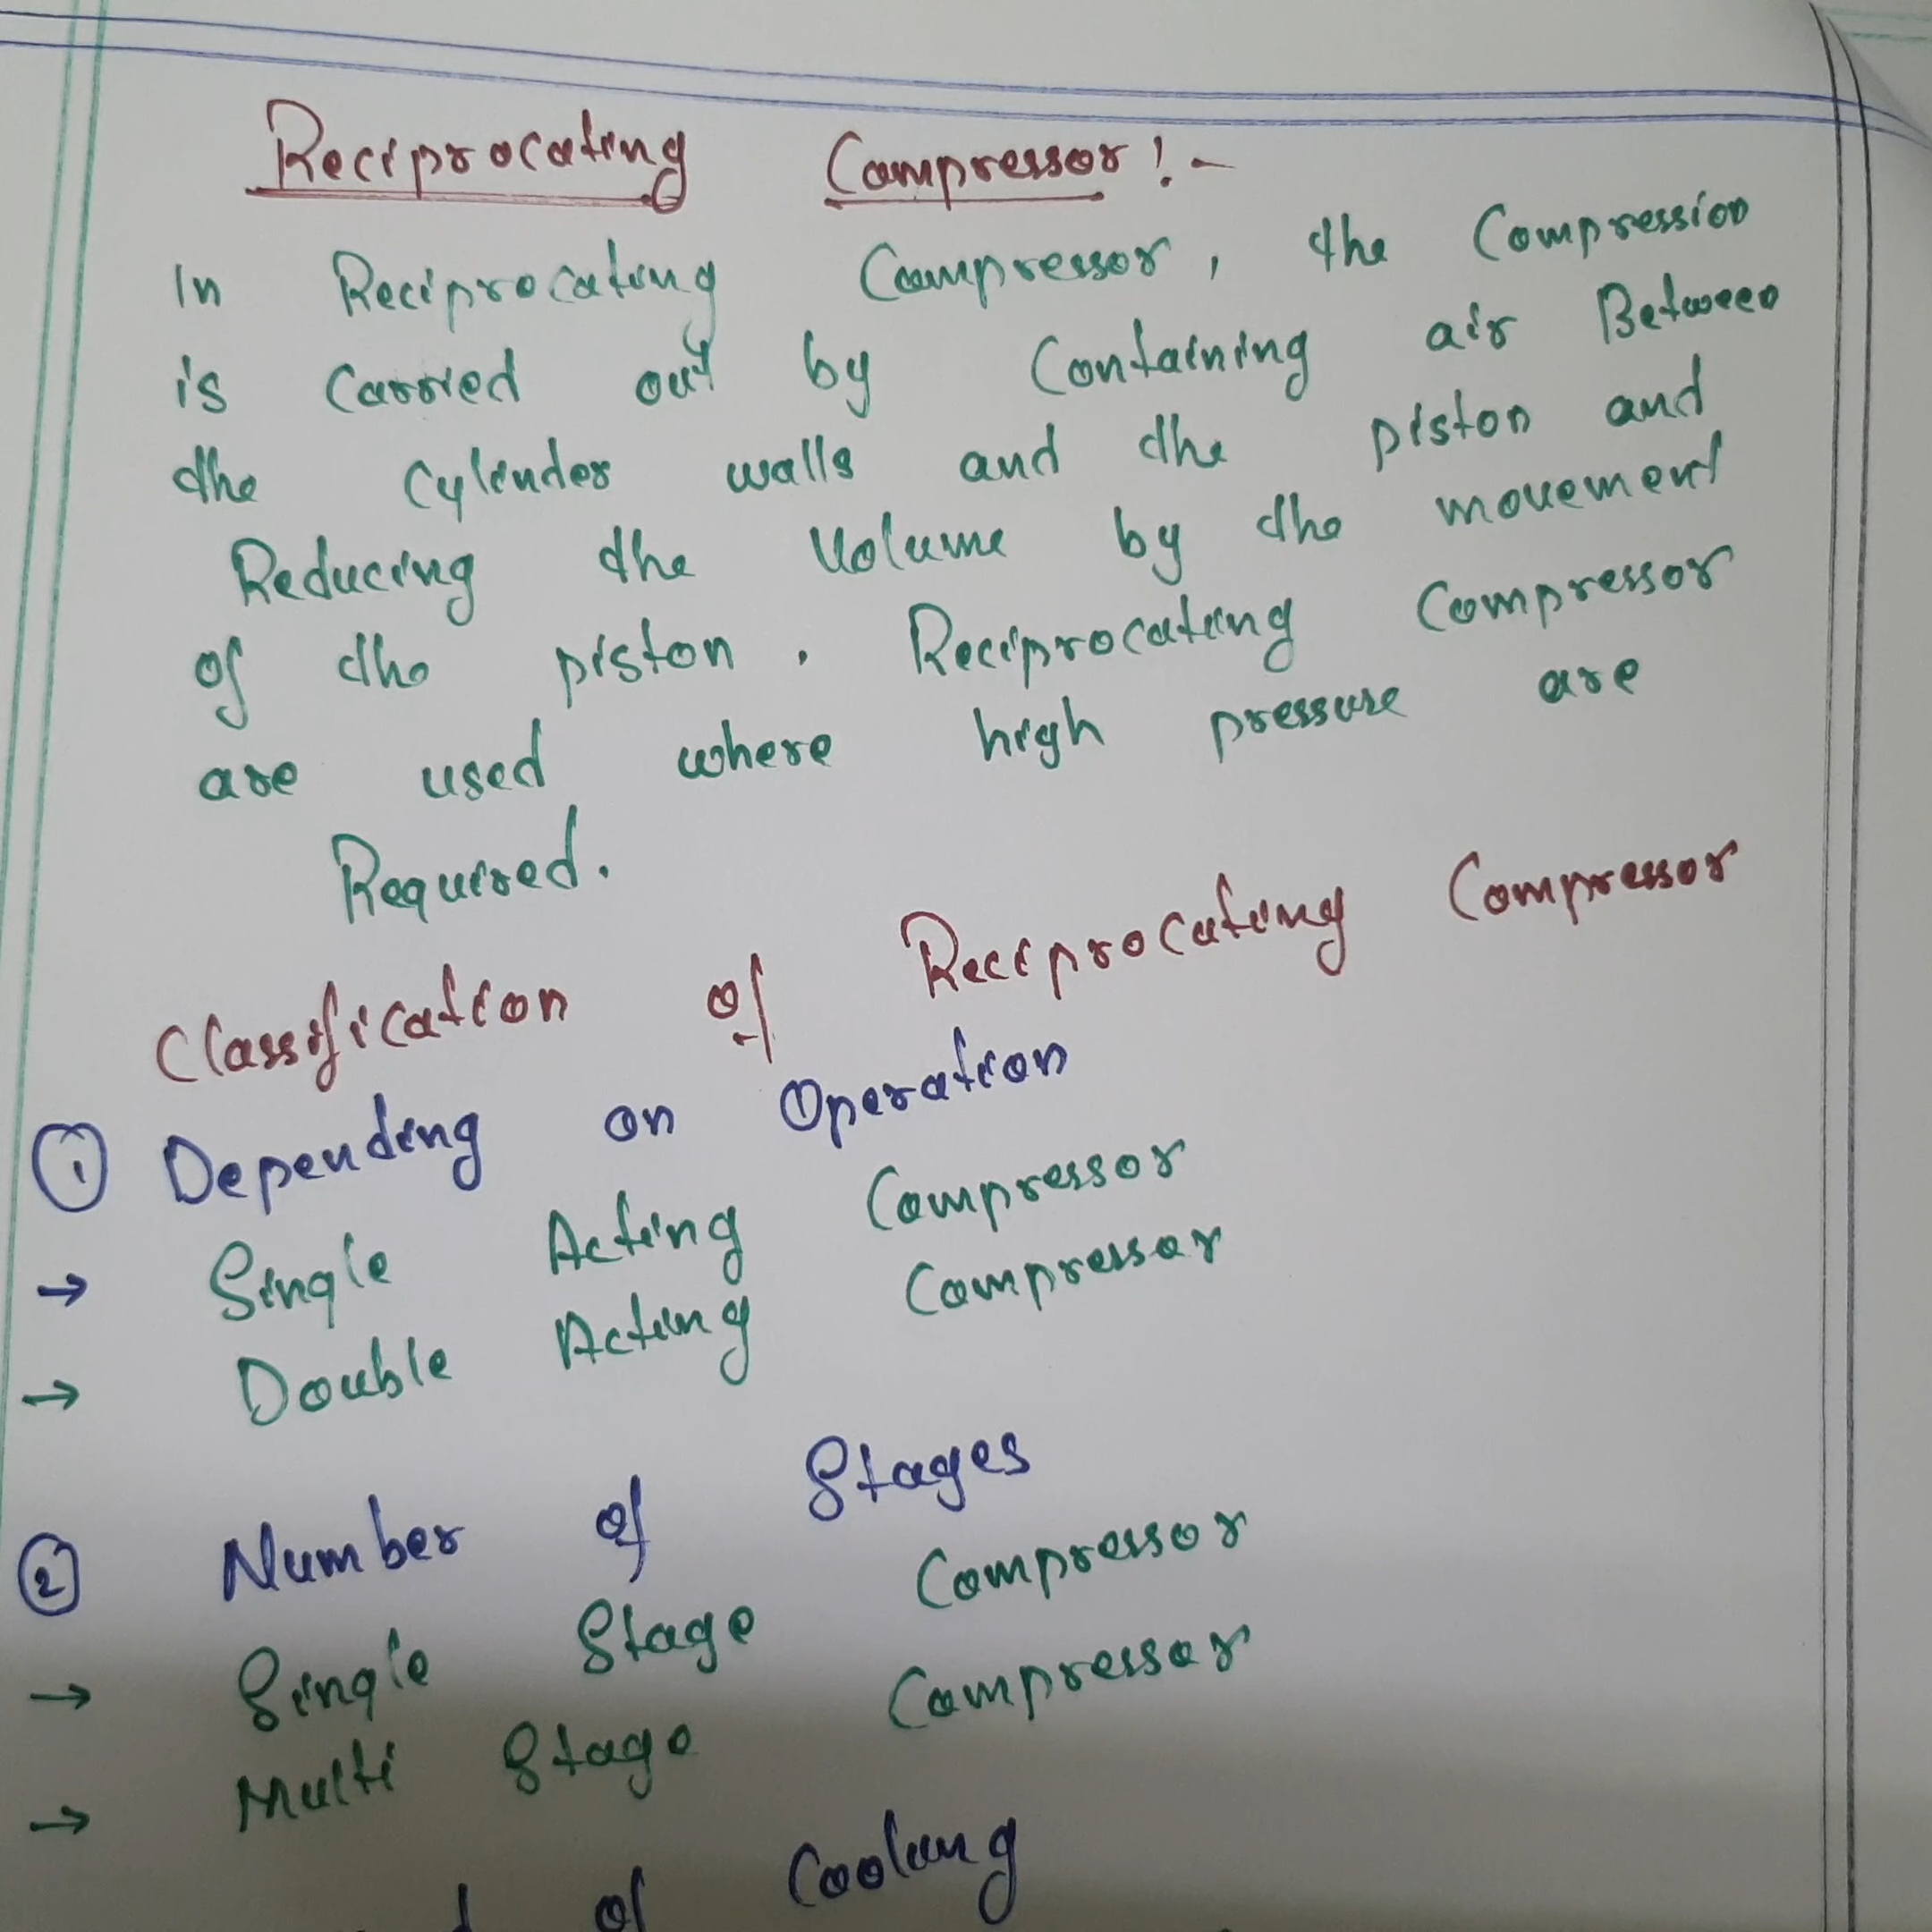 Reciprocating Compressor :-
In Reciprocating Compressor, the Compression
is Carried out by Containing air Between
the Cylinder walls and the piston and
Reducing the Volume by the movement
of the piston. Reciprocating Compressor
are used where high pressure are
Required.
Classification of Reciprocating Compressor
① Depending on Operation
→ Single Acting Compressor
→ Double Acting Compressor
② Number of Stages
→ Single Stage Compressor
→ Multi Stage Compressor
of Cooling